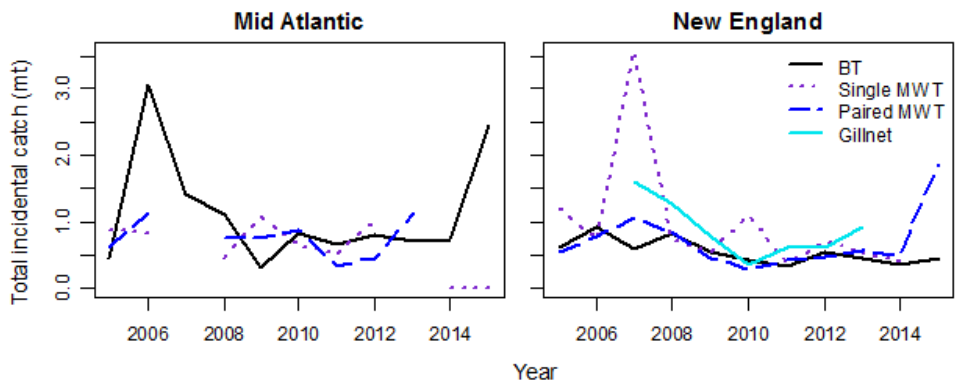 Mid Atlantic
New England
Total incidental catch (mt)
0.0 1.0 2.0 3.0
BT
Single MWT
Paired MWT
Gillnet
2006 2008 2010 2012 2014
2006 2008 2010 2012 2014
Year